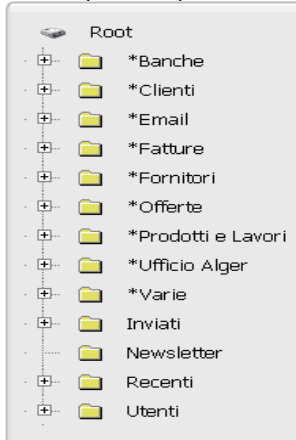 Root
*Banche
*Clienti
*Email
*Fatture
*Fornitori
*Offerte
*Prodotti e Lavori
*Ufficio Alger
*Varie
Inviati
Newsletter
Recenti
Utenti